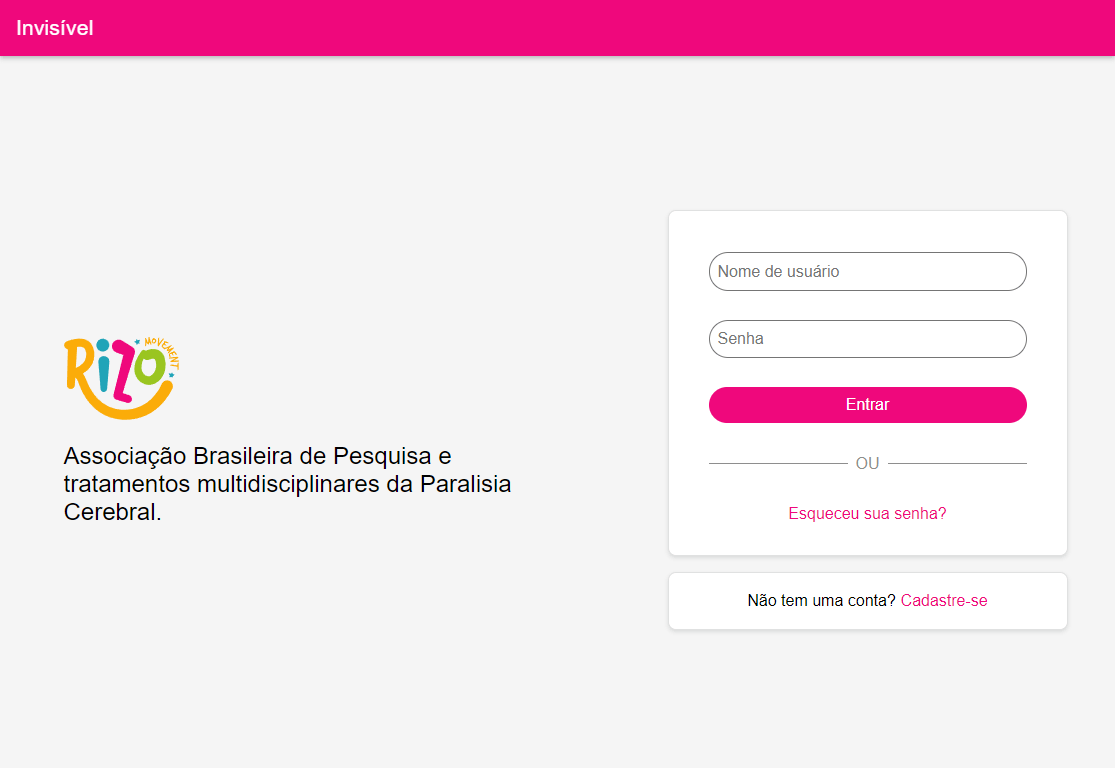 Invisível
Rizo
MOVEMENT
Associação Brasileira de Pesquisa e
tratamentos multidisciplinares da Paralisia
Cerebral.
Nome de usuário
Senha
Entrar
OU
Esqueceu sua senha?
Não tem uma conta? Cadastre-se